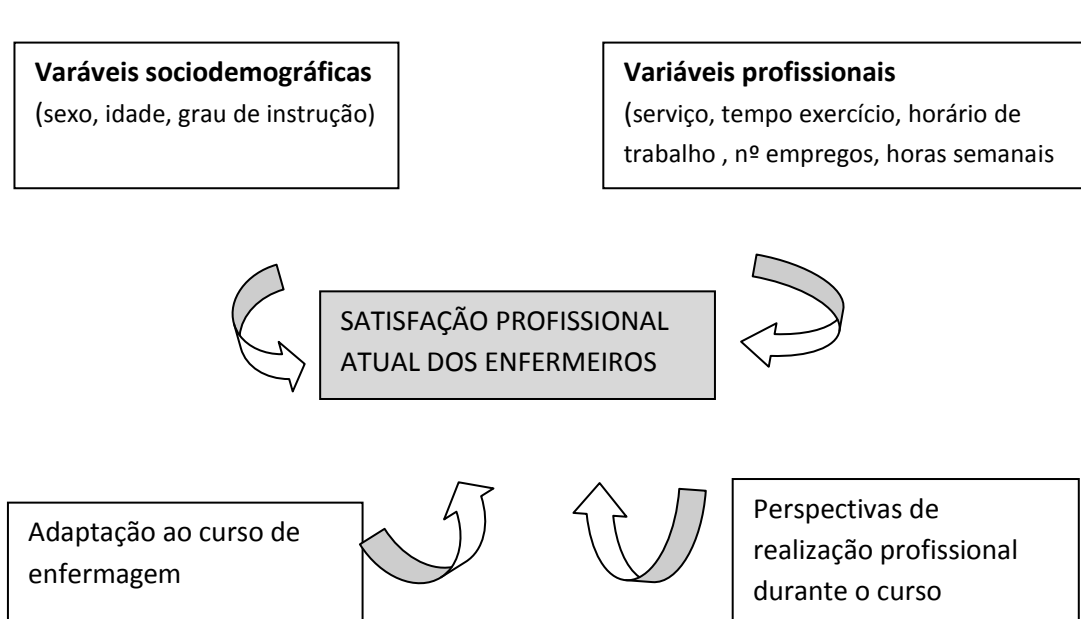 Varáveis sociodemográficas
(sexo, idade, grau de instrução)
Variáveis profissionais
(serviço, tempo exercício, horário de
trabalho , nº empregos, horas semanais
SATISFAÇÃO PROFISSIONAL
ATUAL DOS ENFERMEIROS
Adaptação ao curso de
enfermagem
Perspectivas de
realização profissional
durante o curso